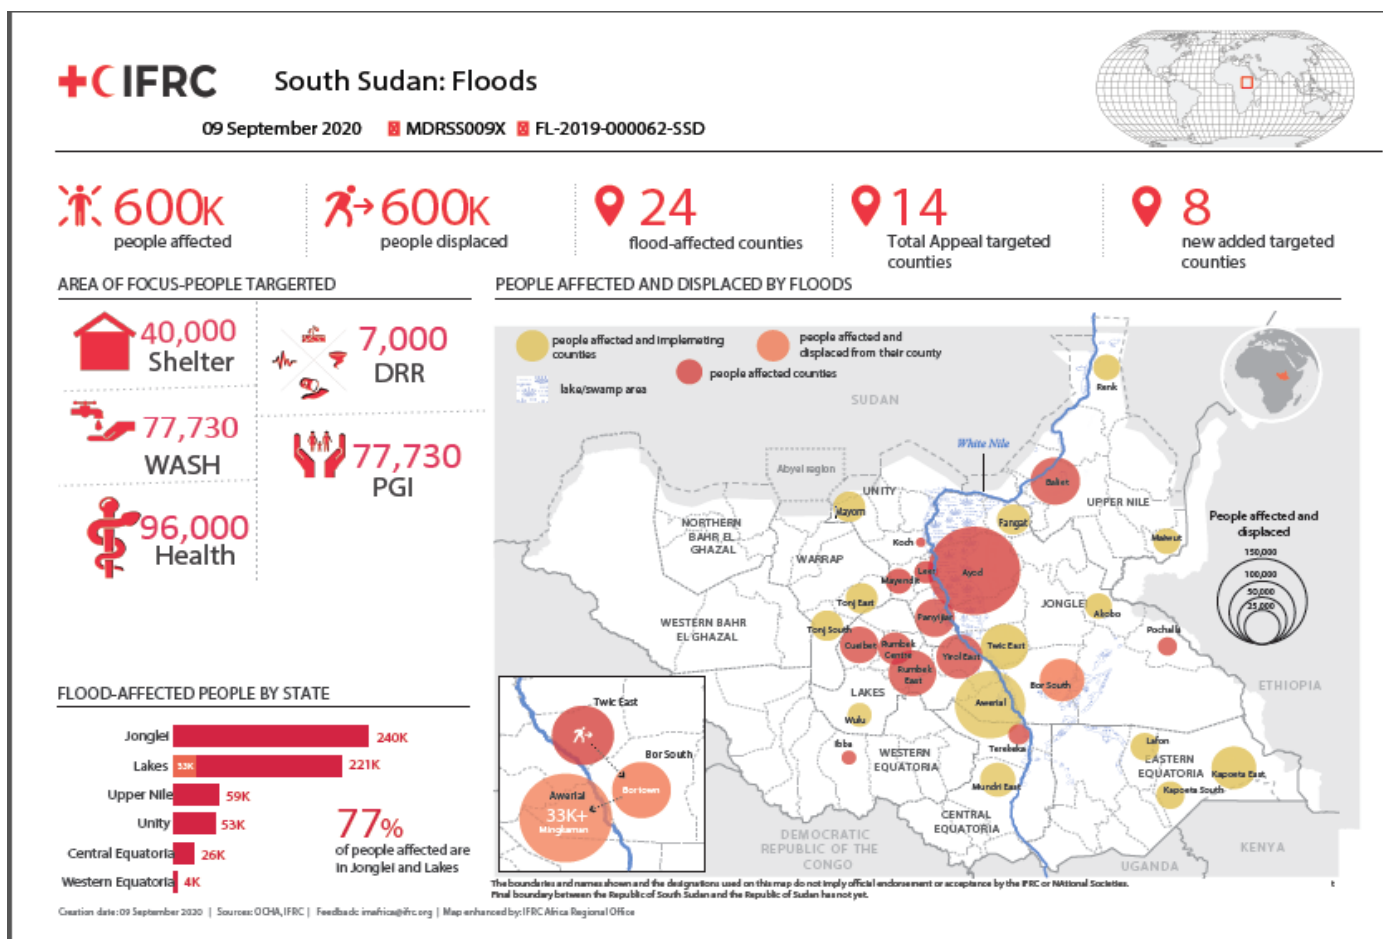 IFRC
South Sudan: Floods
09 September 2020 MDRSS009X FL-2019-000062-SSD
600K
people affected
600K
people displaced
24
flood-affected counties
14
Total Appeal targeted
counties
8
new added targeted
counties
AREA OF FOCUS-PEOPLE TARGERTED
40,000
Shelter
7,000
DRR
77,730
WASH
77,730
PGI
96,000
Health
FLOOD-AFFECTED PEOPLE BY STATE
Jonglei 240K
Lakes 33K 221K
Upper Nile 59K
Unity 53K
Central Equatoria 26K
Western Equatoria 4K
77%
of people affected are
in Jonglei and Lakes
PEOPLE AFFECTED AND DISPLACED BY FLOODS
people affected and implemeting
counties
people affected and
displaced from their county
people affected counties
lake/swamp area
SUDAN
Renk
White Nile
Abyei region
UNITY
Baliet
UPPER NILE
Mayom
Fangat
NORTHERN
BAHR EL
GHAZAL
Maiwut
Koch
WARRAP
Leer
Ayod
Mayendit
Tonj East
JONGLEI
Akobo
Panyijiar
WESTERN BAHR
EL GHAZAL
Tonj South
Pochalla
Cueibet
Rumbek
Centre
Yirol East
Twic East
Rumbek
East
Bor South
LAKES
Awerial
Wulu
ETHIOPIA
Ibba
Terekeka
Lafon
WESTERN
EQUATORIA
EASTERN
EQUATORIA
Kapoeta East
Mundri East
Kapoeta South
CENTRAL
EQUATORIA
DEMOCRATIC
REPUBLIC OF THE
CONGO
UGANDA
KENYA
People affected and
displaced
150,000
100,000
50,000
25,000
Twic East
Bor South
Awerial
33K+
Mingkaman
Bor town
The boundaries and names shown and the designations used on this map do not imply official endorsement or acceptance by the IFRC or NAtional Societies.
Final boundary between the Republic of South Sudan and the Republic of Sudan has not yet.
Creation date: 09 September 2020 | Sources: OCHA, IFRC | Feedback: imafrica@ifrc.org | Map enhanced by: IFRC Africa Regional Office